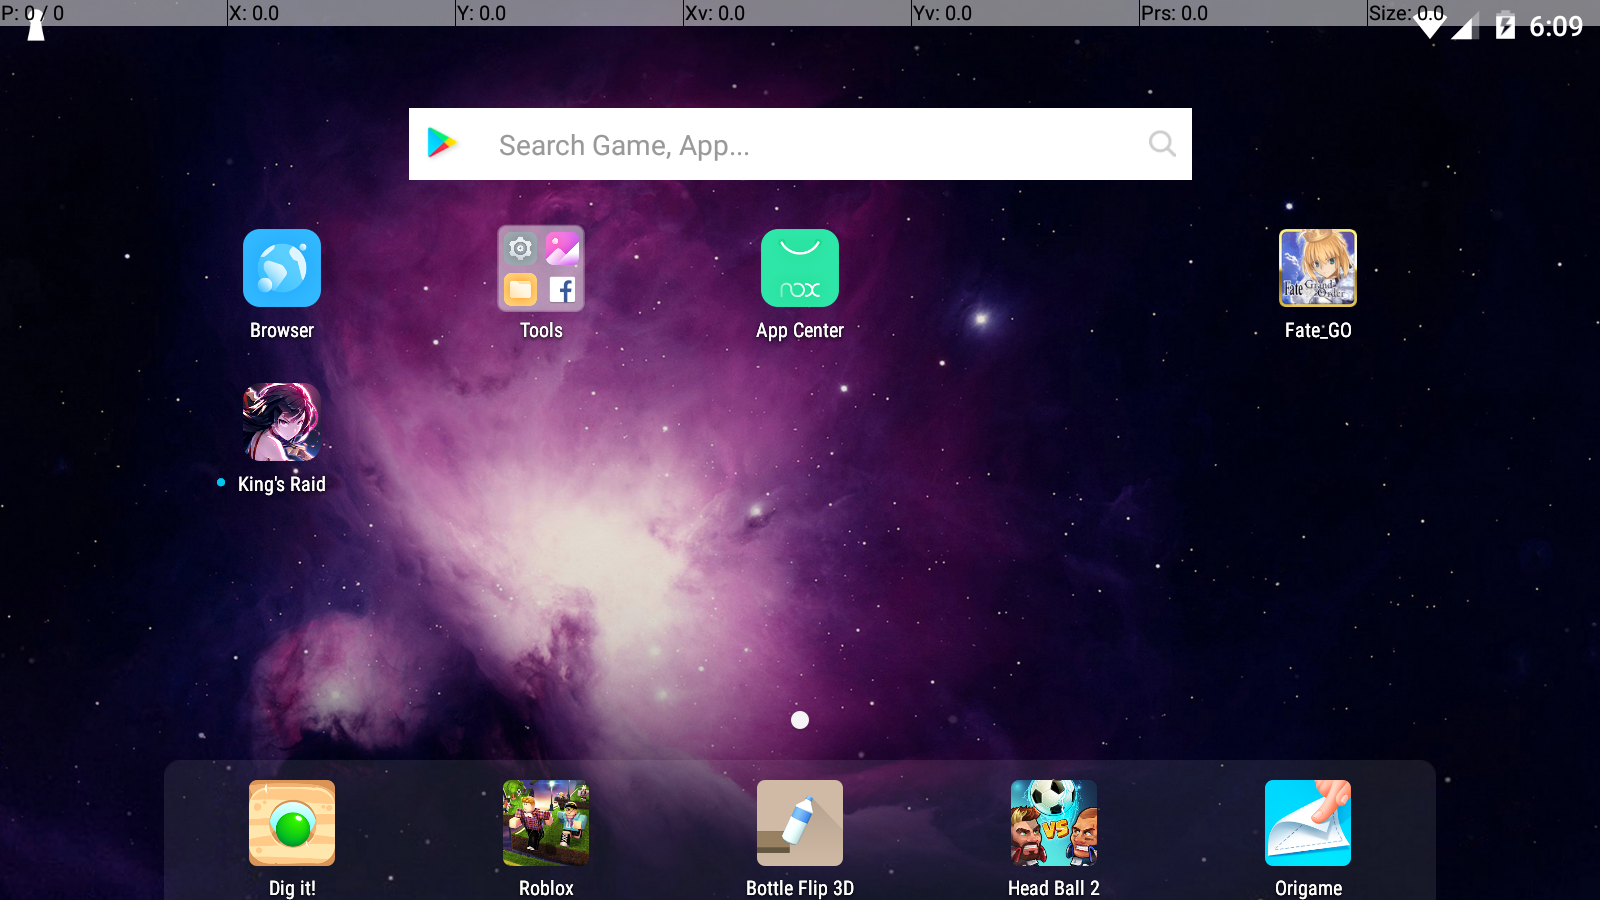 P: 0 / 0 X: 0.0 Y: 0.0 Xv: 0.0 Yv: 0.0 Prs: 0.0 Size: 0.0
6:09
Search Game, App...
nox
Fate Grand Order
Browser Tools App Center Fate_GO
King's Raid
VS
Dig it! Roblox Bottle Flip 3D Head Ball 2 Origame